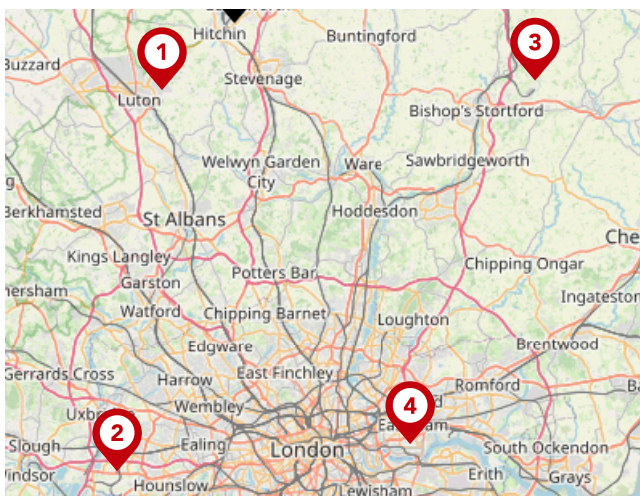 Hitchin
Buntingford
1
3
Buzzard
Stevenage
Luton
Bishop's Stortford
Welwyn Garden
City
Ware
Sawbridgeworth
Berkhamsted
St Albans
Hoddesdon
Kings Langley
Potters Bar
Chipping Ongar
Garston
Ingateston
Watford
Chipping Barnet
Loughton
Edgware
Brentwood
Gerrards Cross
Harrow
East Finchley
Romford
Wembley
4
2
Slough
Ealing
London
South Ockendon
Hounslow
Lewisham
Erith
Grays